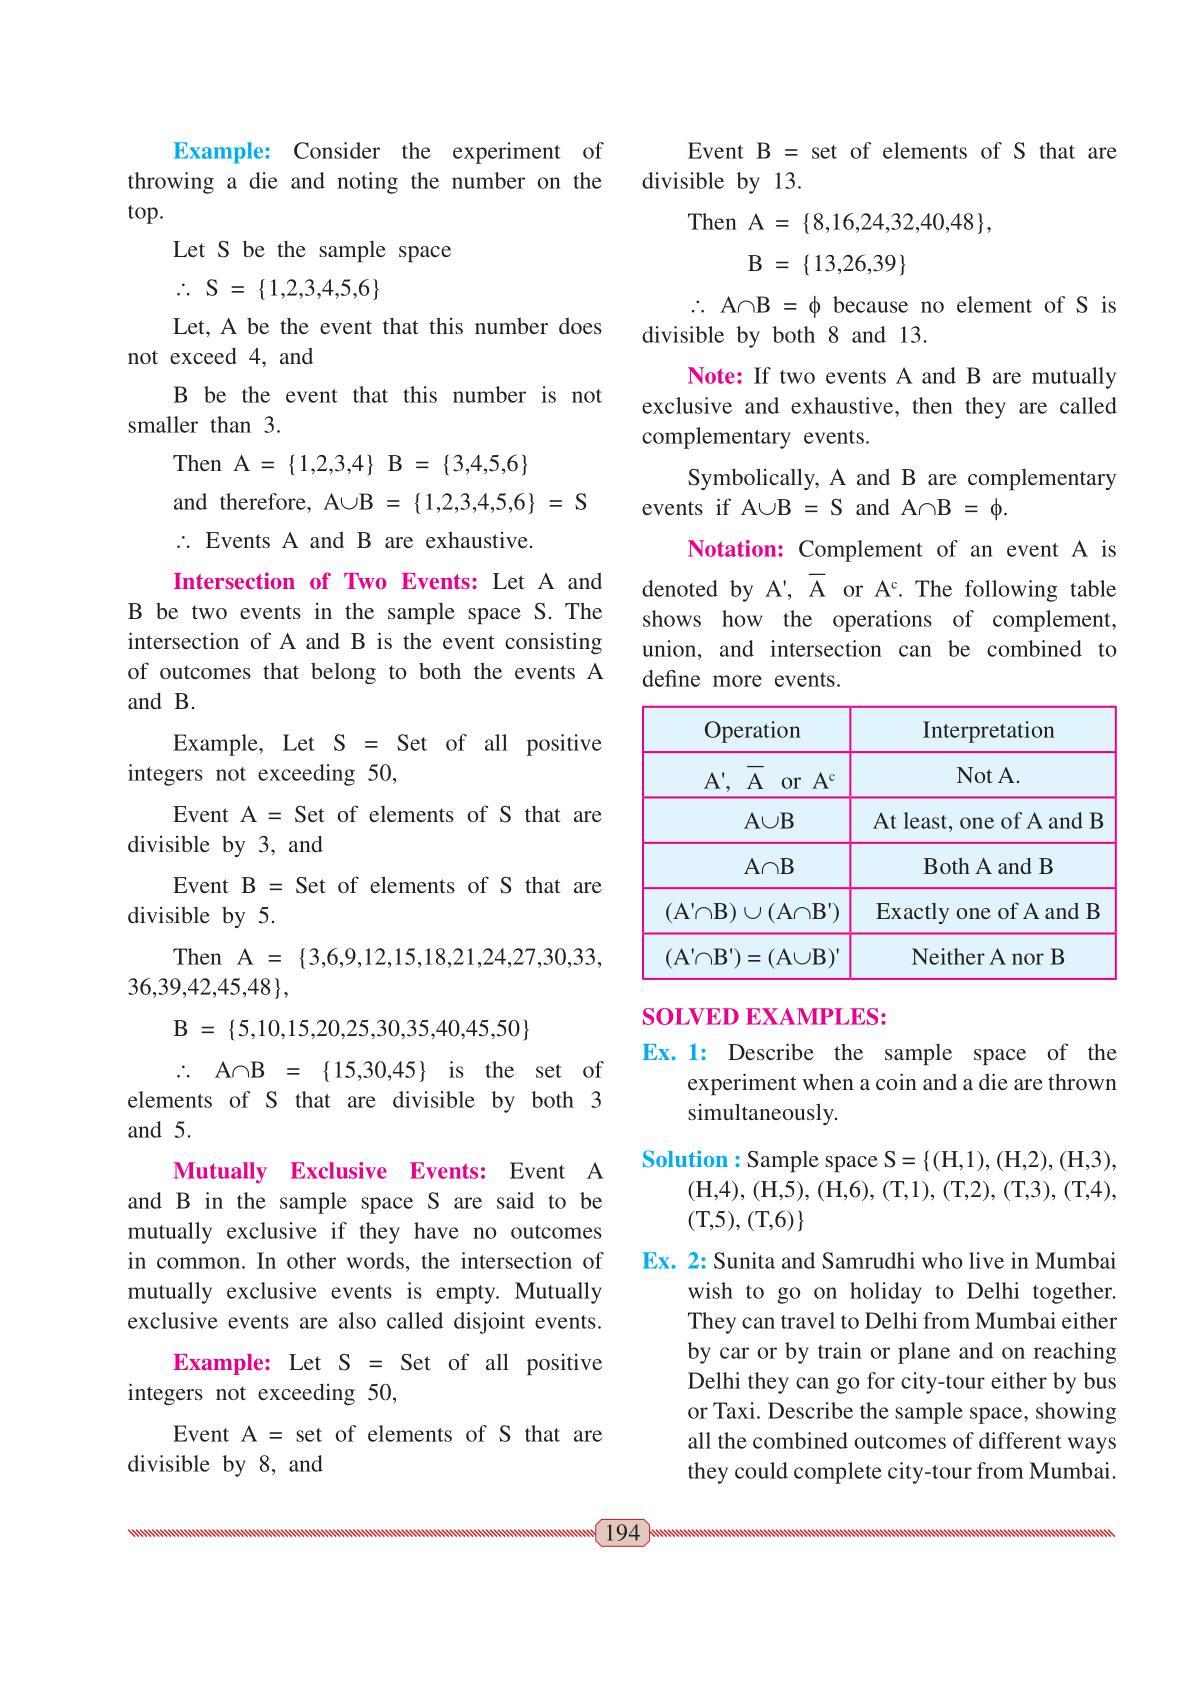 Example: Consider the experiment of
throwing a die and noting the number on the
top.
Let S be the sample space
∴ S = {1,2,3,4,5,6}
Let, A be the event that this number does
not exceed 4, and
B be the event that this number is not
smaller than 3.
Then A = {1,2,3,4} B = {3,4,5,6}
and therefore, A∪B = {1,2,3,4,5,6} = S
∴ Events A and B are exhaustive.
Intersection of Two Events: Let A and
B be two events in the sample space S. The
intersection of A and B is the event consisting
of outcomes that belong to both the events A
and B.
Example, Let S = Set of all positive
integers not exceeding 50,
Event A = Set of elements of S that are
divisible by 3, and
Event B = Set of elements of S that are
divisible by 5.
Then A = {3,6,9,12,15,18,21,24,27,30,33,
36,39,42,45,48},
B = {5,10,15,20,25,30,35,40,45,50}
∴ A∩B = {15,30,45} is the set of
elements of S that are divisible by both 3
and 5.
Mutually Exclusive Events: Event A
and B in the sample space S are said to be
mutually exclusive if they have no outcomes
in common. In other words, the intersection of
mutually exclusive events is empty. Mutually
exclusive events are also called disjoint events.
Example: Let S = Set of all positive
integers not exceeding 50,
Event A = set of elements of S that are
divisible by 8, and
Event B = set of elements of S that are
divisible by 13.
Then A = {8,16,24,32,40,48},
B = {13,26,39}
∴ A∩B = ϕ because no element of S is
divisible by both 8 and 13.
Note: If two events A and B are mutually
exclusive and exhaustive, then they are called
complementary events.
Symbolically, A and B are complementary
events if A∪B = S and A∩B = ϕ.
Notation: Complement of an event A is
denoted by A', A̅ or Aᶜ. The following table
shows how the operations of complement,
union, and intersection can be combined to
define more events.
Operation Interpretation
A', A̅ or Aᶜ Not A.
A∪B At least, one of A and B
A∩B Both A and B
(A'∩B) ∪ (A∩B') Exactly one of A and B
(A'∩B') = (A∪B)' Neither A nor B
SOLVED EXAMPLES:
Ex. 1: Describe the sample space of the
experiment when a coin and a die are thrown
simultaneously.
Solution : Sample space S = {(H,1), (H,2), (H,3),
(H,4), (H,5), (H,6), (T,1), (T,2), (T,3), (T,4),
(T,5), (T,6)}
Ex. 2: Sunita and Samrudhi who live in Mumbai
wish to go on holiday to Delhi together.
They can travel to Delhi from Mumbai either
by car or by train or plane and on reaching
Delhi they can go for city-tour either by bus
or Taxi. Describe the sample space, showing
all the combined outcomes of different ways
they could complete city-tour from Mumbai.
194